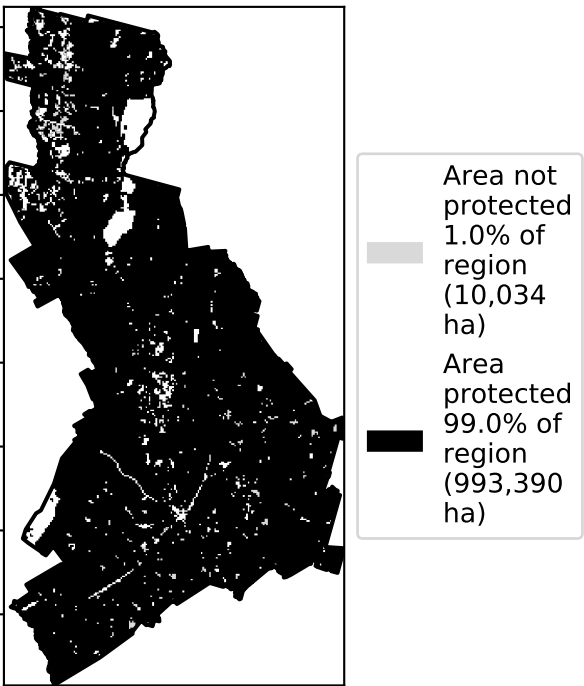 Area not
protected
1.0% of
region
(10,034
ha)
Area
protected
99.0% of
region
(993,390
ha)